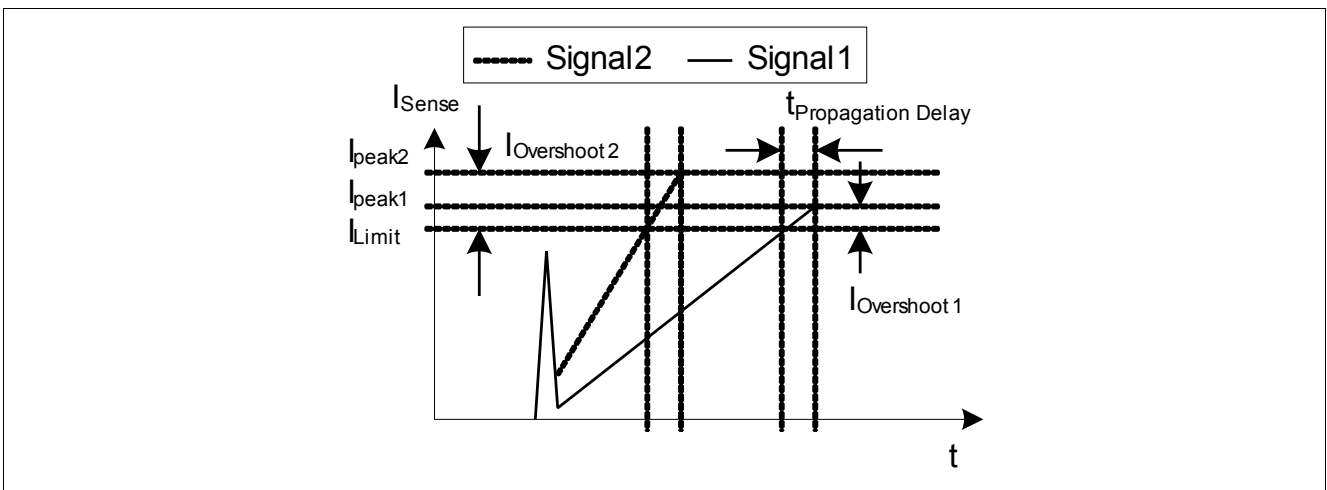 Signal2 Signal1
ISense
tPropagation Delay
Ipeak2
IOvershoot 2
Ipeak1
ILimit
IOvershoot 1
t